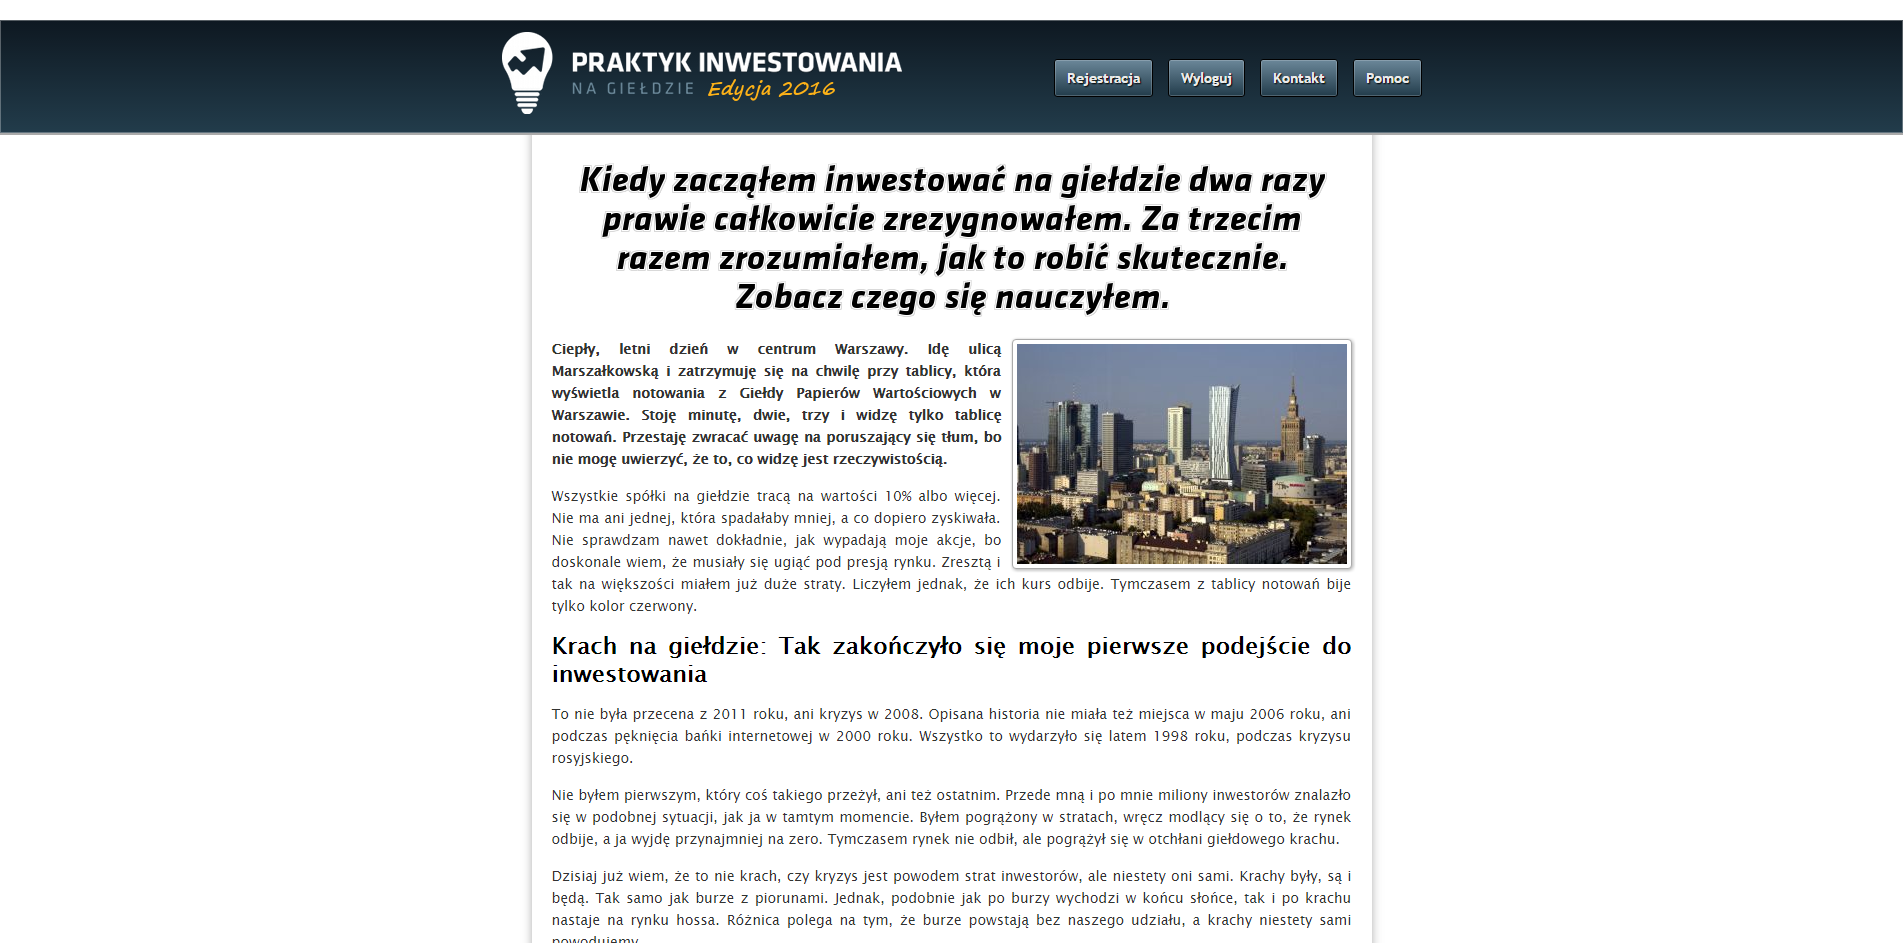 PRAKTYK INWESTOWANIA
NA GIEŁDZIE Edycja 2016
Rejestracja Wyloguj Kontakt Pomoc
Kiedy zacząłem inwestować na giełdzie dwa razy
prawie całkowicie zrezygnowałem. Za trzecim
razem zrozumiałem, jak to robić skutecznie.
Zobacz czego się nauczyłem.
Ciepły, letni dzień w centrum Warszawy. Idę ulicą
Marszałkowską i zatrzymuję się na chwilę przy tablicy, która
wyświetla notowania z Giełdy Papierów Wartościowych w
Warszawie. Stoję minutę, dwie, trzy i widzę tylko tablicę
notowań. Przestaję zwracać uwagę na poruszający się tłum, bo
nie mogę uwierzyć, że to, co widzę jest rzeczywistością.
Wszystkie spółki na giełdzie tracą na wartości 10% albo więcej.
Nie ma ani jednej, która spadałaby mniej, a co dopiero zyskiwała.
Nie sprawdzam nawet dokładnie, jak wypadają moje akcje, bo
doskonale wiem, że musiały się ugiąć pod presją rynku. Zresztą i
tak na większości miałem już duże straty. Liczyłem jednak, że ich kurs odbije. Tymczasem z tablicy notowań bije
tylko kolor czerwony.
Krach na giełdzie: Tak zakończyło się moje pierwsze podejście do
inwestowania
To nie była przecena z 2011 roku, ani kryzys w 2008. Opisana historia nie miała też miejsca w maju 2006 roku, ani
podczas pęknięcia bańki internetowej w 2000 roku. Wszystko to wydarzyło się latem 1998 roku, podczas kryzysu
rosyjskiego.
Nie byłem pierwszym, który coś takiego przeżył, ani też ostatnim. Przede mną i po mnie miliony inwestorów znalazło
się w podobnej sytuacji, jak ja w tamtym momencie. Byłem pogrążony w stratach, wręcz modlący się o to, że rynek
odbije, a ja wyjdę przynajmniej na zero. Tymczasem rynek nie odbił, ale pogrążył się w otchłani giełdowego krachu.
Dzisiaj już wiem, że to nie krach, czy kryzys jest powodem strat inwestorów, ale niestety oni sami. Krachy były, są i
będą. Tak samo jak burze z piorunami. Jednak, podobnie jak po burzy wychodzi w końcu słońce, tak i po krachu
nastaje na rynku hossa. Różnica polega na tym, że burze powstają bez naszego udziału, a krachy niestety sami
powodujemy.